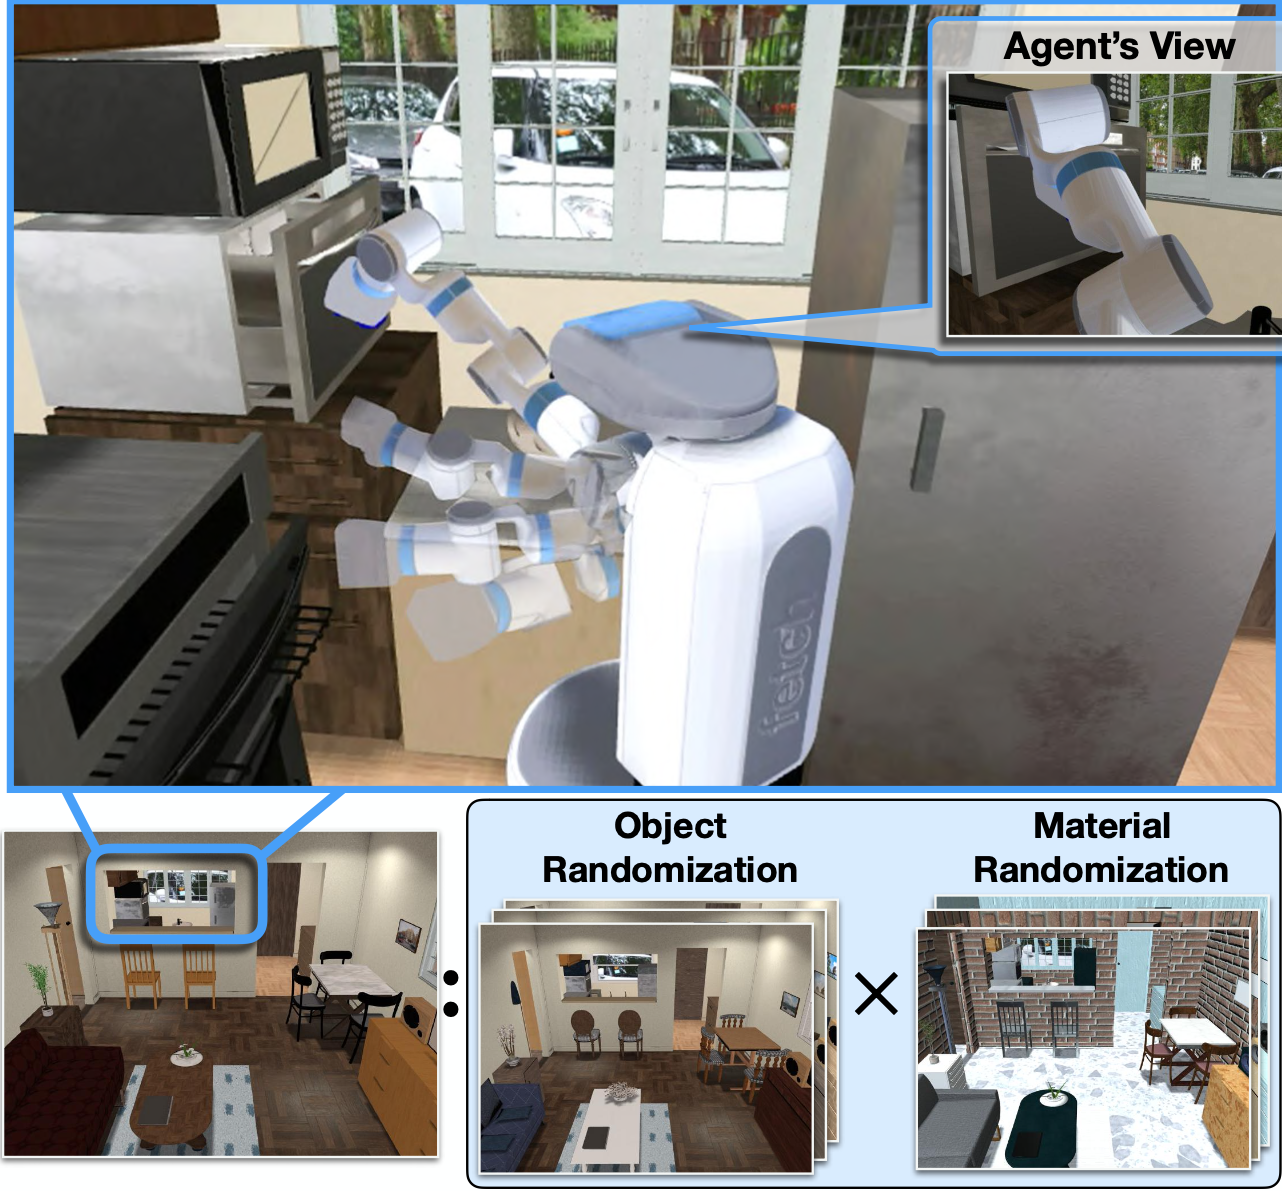 Agent's View
fetch
Object
Randomization
Material
Randomization